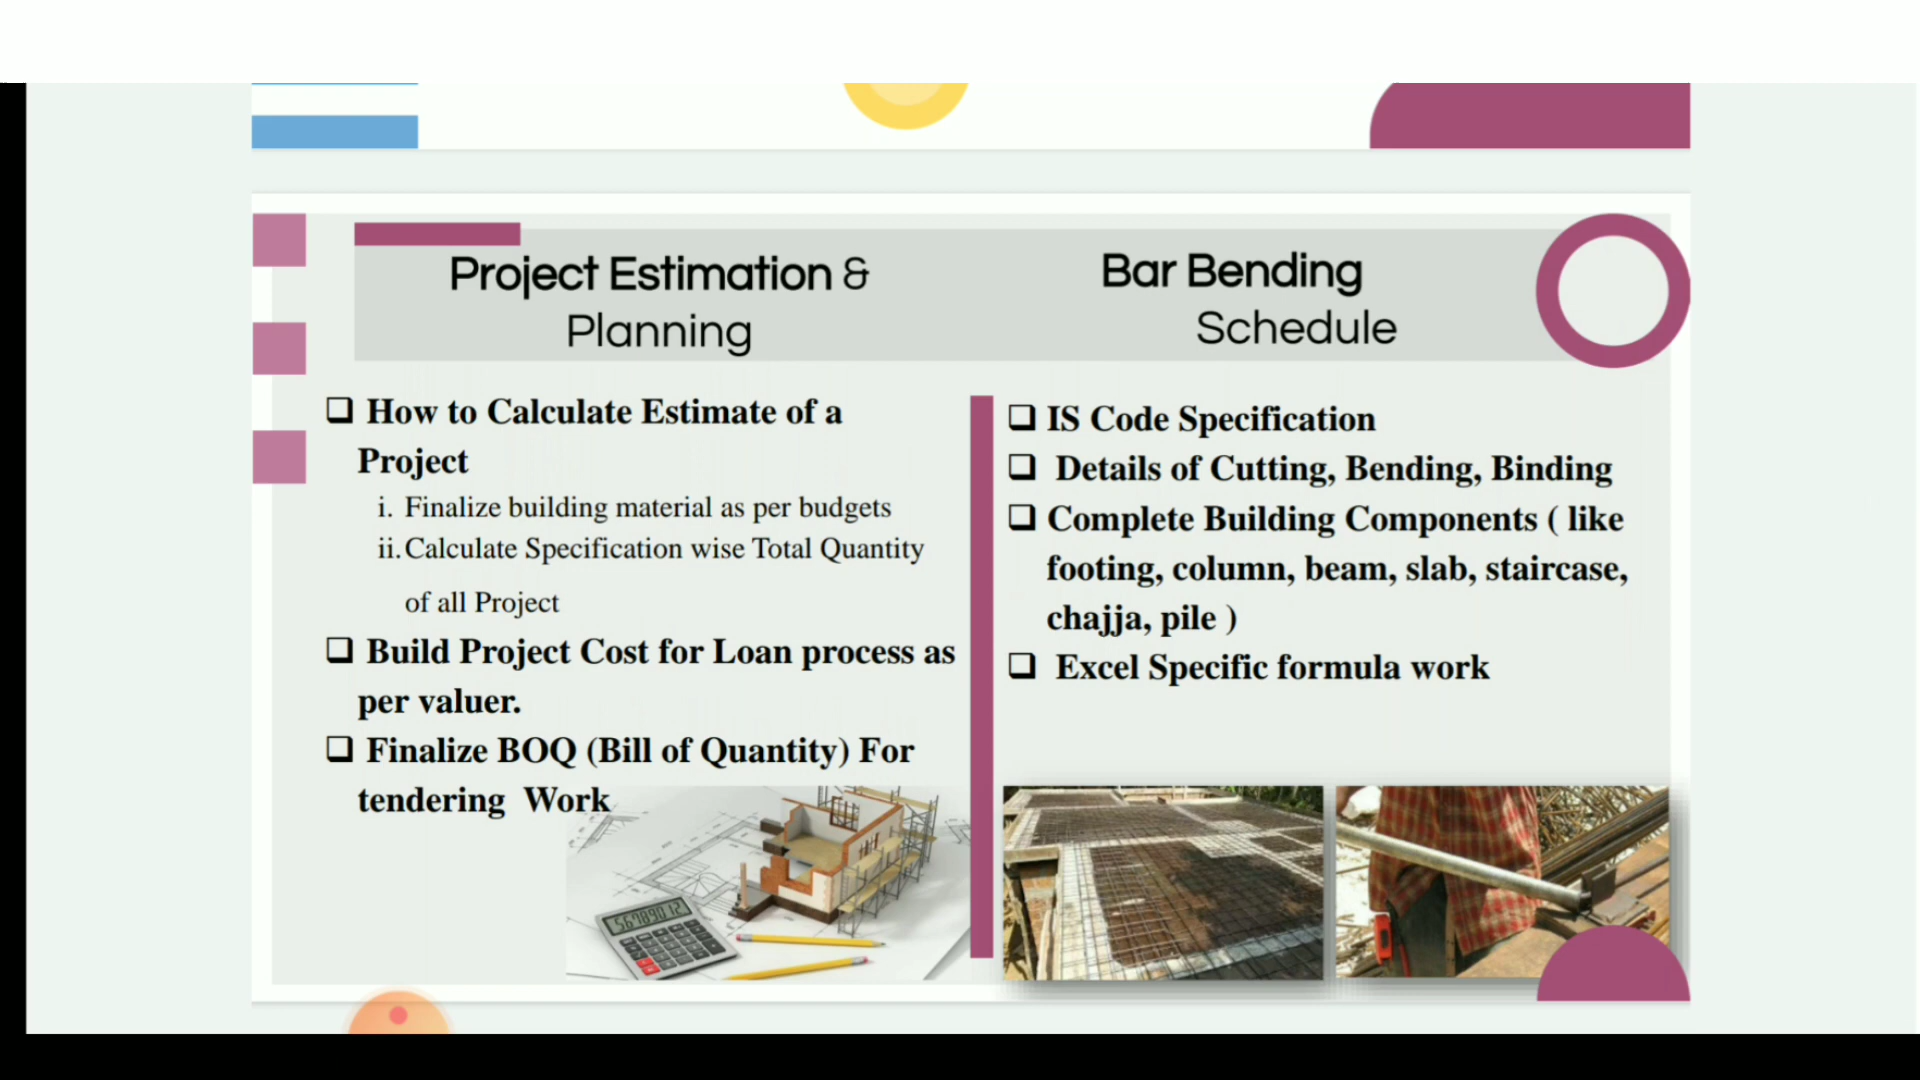 Project Estimation &
Planning
❑ How to Calculate Estimate of a
Project
i. Finalize building material as per budgets
ii. Calculate Specification wise Total Quantity
of all Project
❑ Build Project Cost for Loan process as
per valuer.
❑ Finalize BOQ (Bill of Quantity) For
tendering Work
56789012
Bar Bending
Schedule
❑ IS Code Specification
❑ Details of Cutting, Bending, Binding
❑ Complete Building Components ( like
footing, column, beam, slab, staircase,
chajja, pile )
❑ Excel Specific formula work